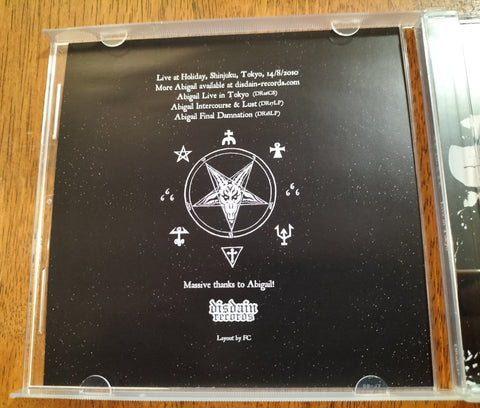 Live at Holiday, Shinjuku, Tokyo, 14/8/2010
More Abigail available at disdain-records.com
Abigail Live in Tokyo (DR16CS)
Abigail Intercourse & Lust (DR17LP)
Abigail Final Damnation (DR18LP)
Massive thanks to Abigail!
disdain
records
Layout by FC